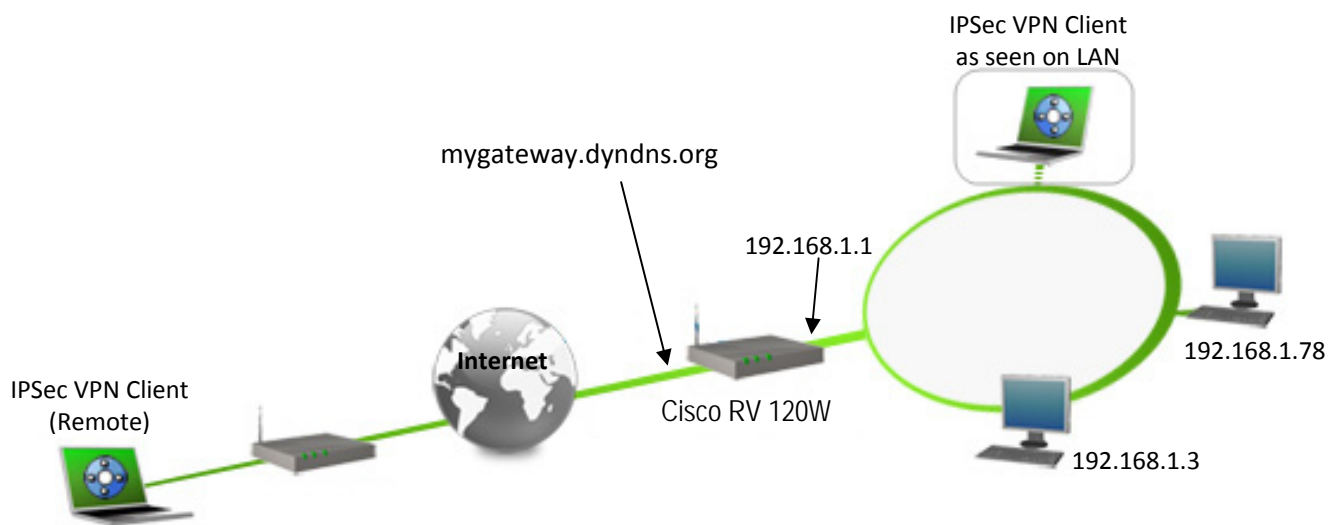 IPSec VPN Client
as seen on LAN
mygateway.dyndns.org
192.168.1.1
Internet
192.168.1.78
Cisco RV 120W
IPSec VPN Client
(Remote)
192.168.1.3